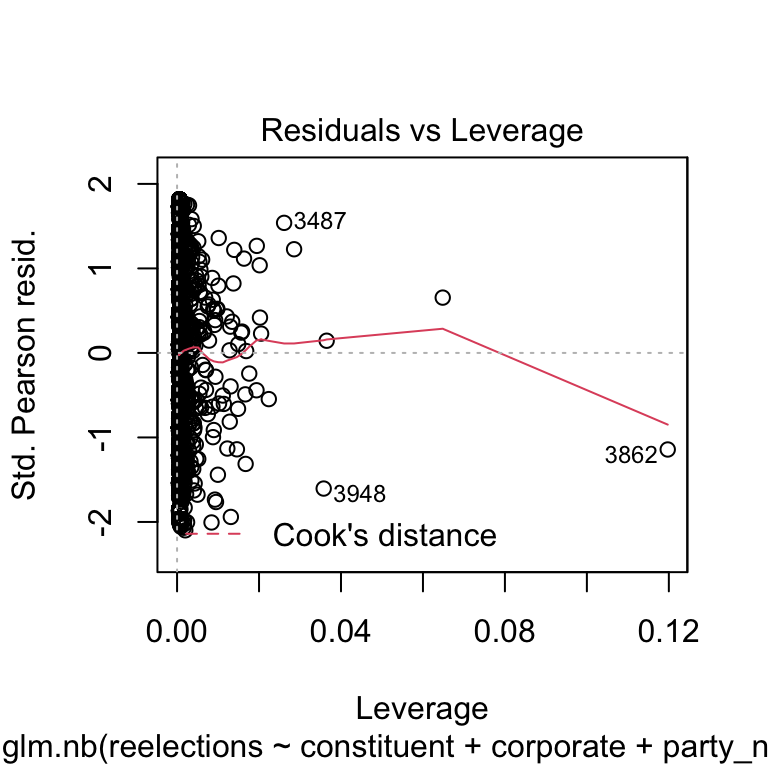 Residuals vs Leverage
2
1
0
-1
-2
Std. Pearson resid.
3487
3862
3948
Cook's distance
0.00 0.04 0.08 0.12
Leverage
glm.nb(reelections ~ constituent + corporate + party_n